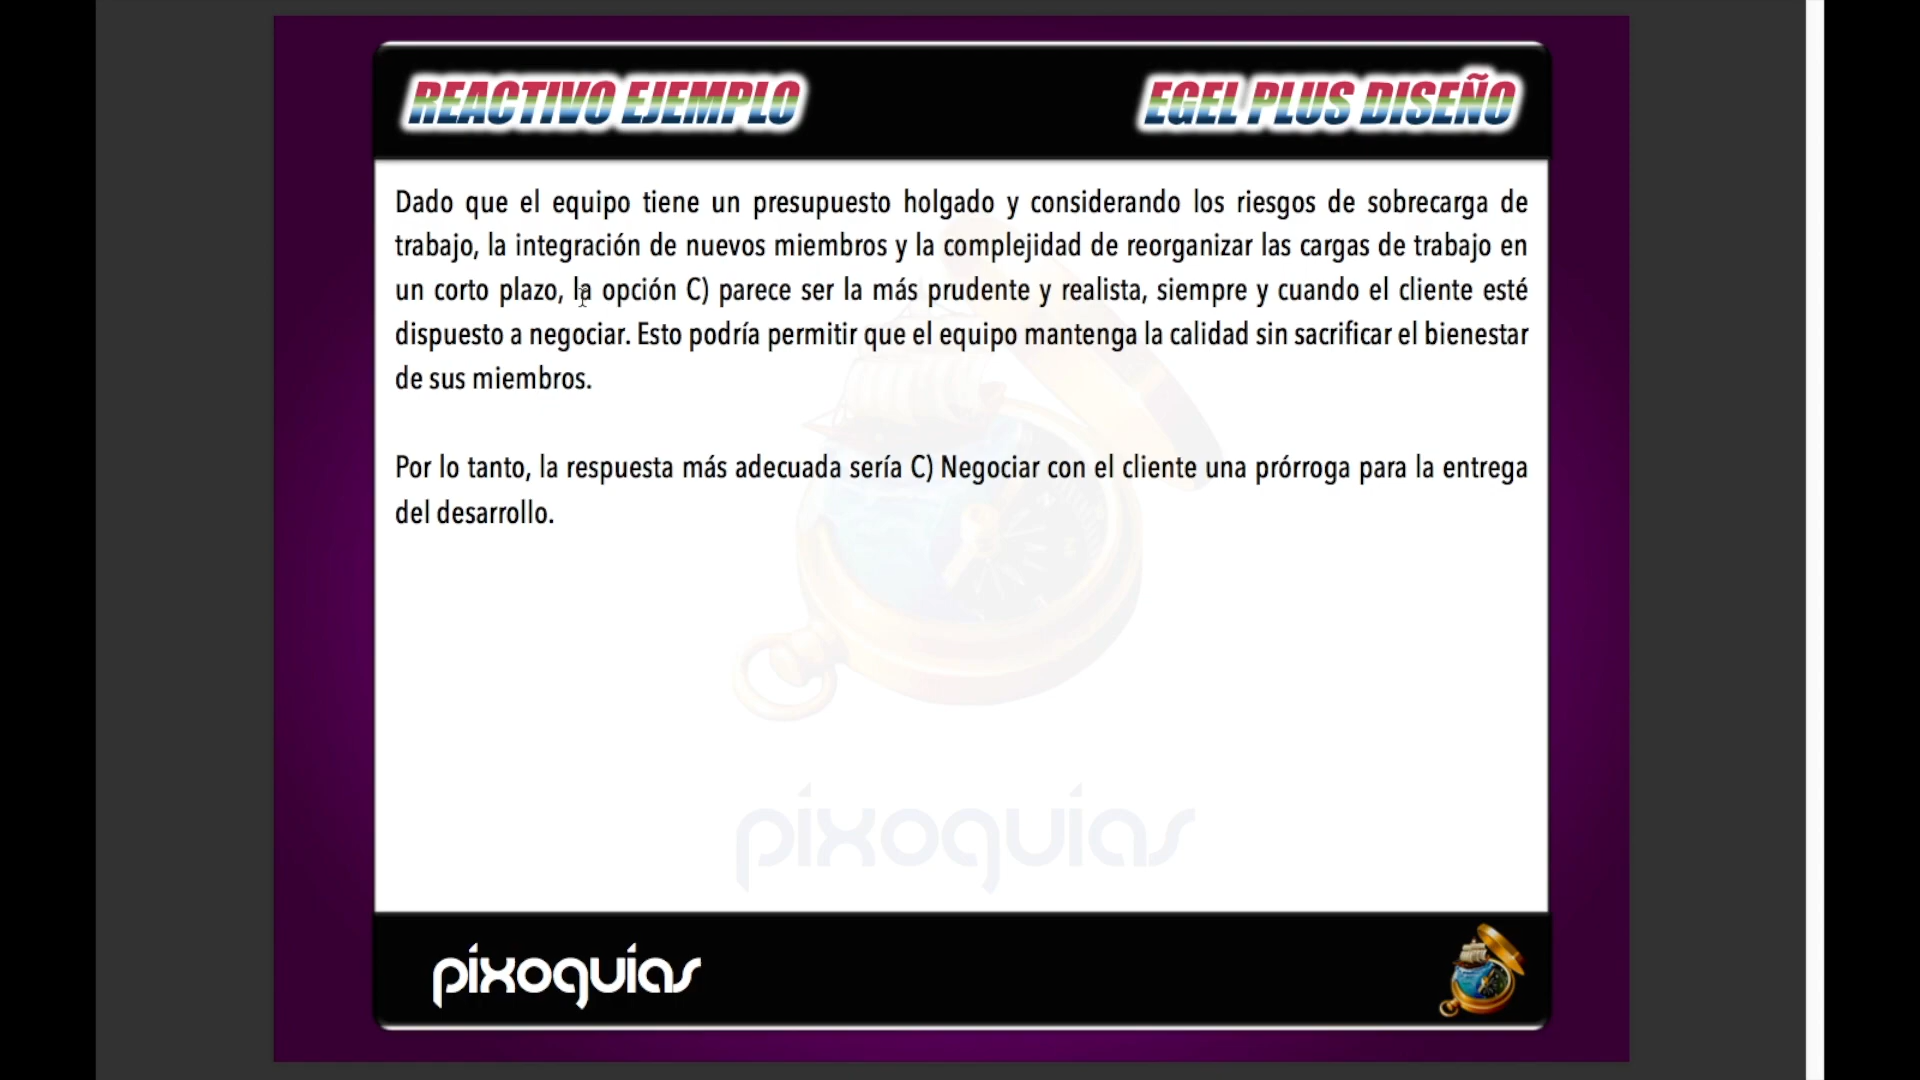 REACTIVO EJEMPLO
EGEL PLUS DISEÑO
Dado que el equipo tiene un presupuesto holgado y considerando los riesgos de sobrecarga de
trabajo, la integración de nuevos miembros y la complejidad de reorganizar las cargas de trabajo en
un corto plazo, la opción C) parece ser la más prudente y realista, siempre y cuando el cliente esté
dispuesto a negociar. Esto podría permitir que el equipo mantenga la calidad sin sacrificar el bienestar
de sus miembros.
Por lo tanto, la respuesta más adecuada sería C) Negociar con el cliente una prórroga para la entrega
del desarrollo.
pixoguías
pixoguías